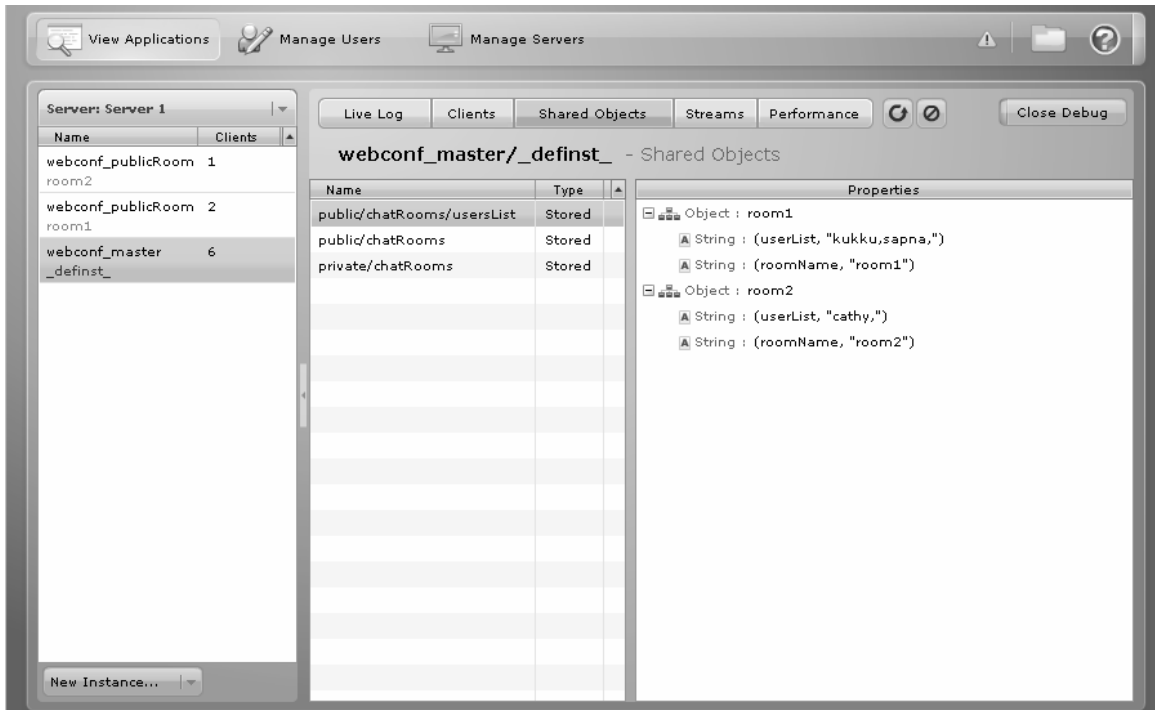 View Applications Manage Users Manage Servers
Server: Server 1
Name Clients
webconf_publicRoom 1
room2
webconf_publicRoom 2
room1
webconf_master 6
_definst_
New Instance...
Live Log Clients Shared Objects Streams Performance Close Debug
webconf_master/_definst_ - Shared Objects
Name Type
public/chatRooms/usersList Stored
public/chatRooms Stored
private/chatRooms Stored
Properties
Object : room1
A String : (userList, "kukku,sapna,")
A String : (roomName, "room1")
Object : room2
A String : (userList, "cathy,")
A String : (roomName, "room2")